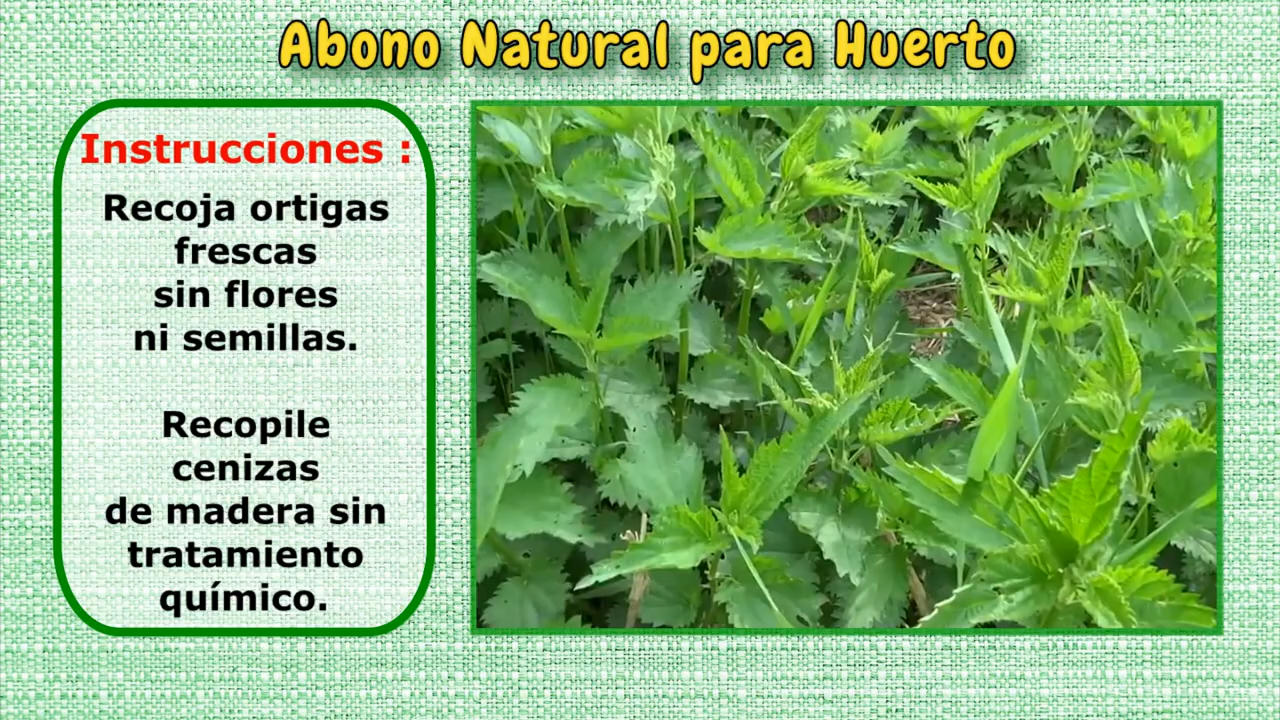 Abono Natural para Huerto
Instrucciones :
Recoja ortigas
frescas
sin flores
ni semillas.
Recopile
cenizas
de madera sin
tratamiento
químico.